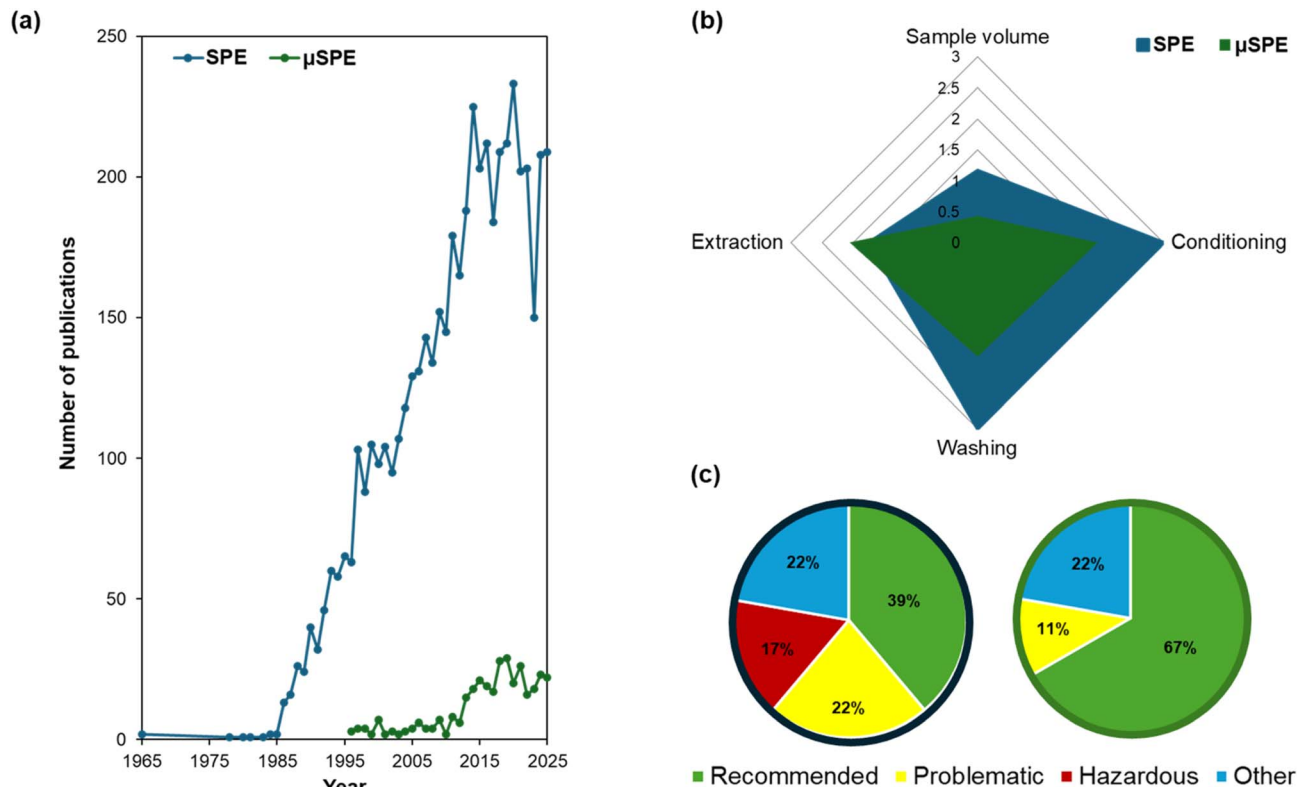 (a)
250
200
150
100
50
0
Number of publications
SPE µSPE
1965 1975 1985 1995 2005 2015 2025
Year
(b)
Sample volume
SPE µSPE
3
2.5
2
1.5
1
0.5
0
Extraction
Conditioning
Washing
(c)
22%
39%
17%
22%
22%
11%
67%
Recommended Problematic Hazardous Other